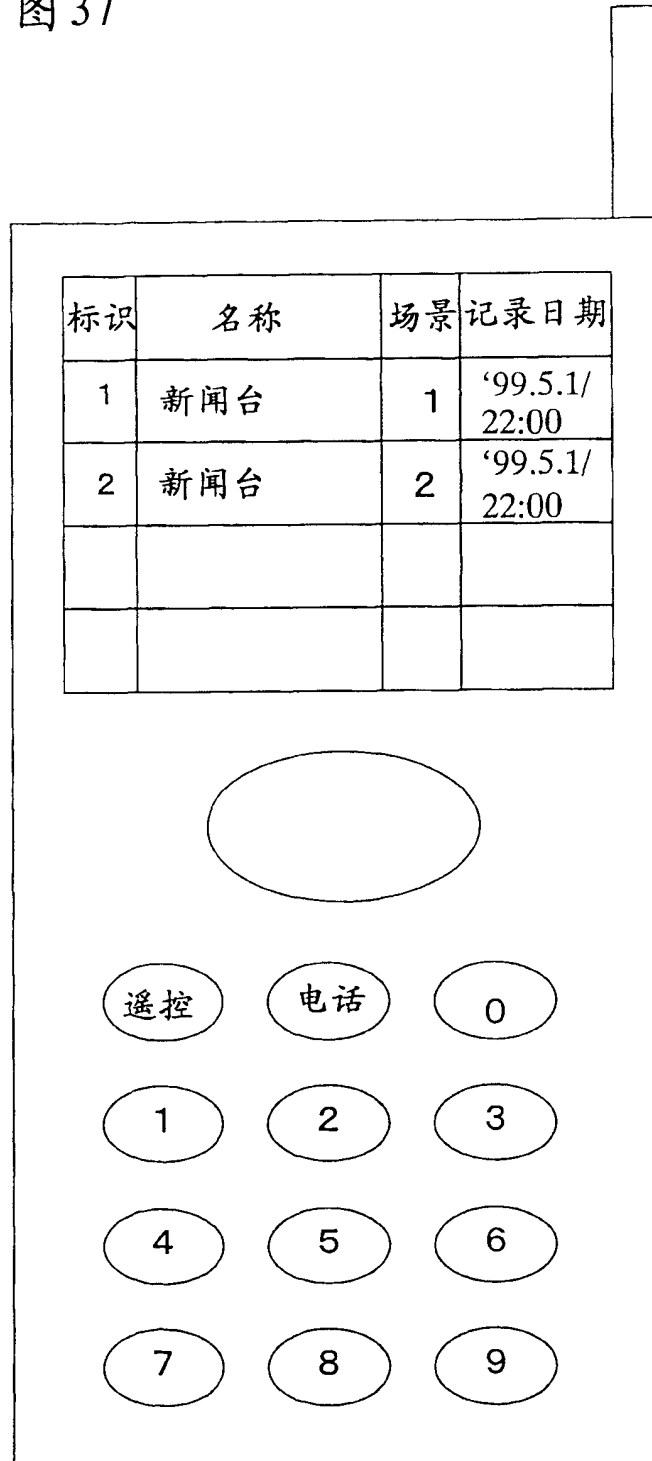 图 37
标识 名称 场景 记录日期
1 新闻台 1 ‘99.5.1/
22:00
2 新闻台 2 ‘99.5.1/
22:00
遥控 电话 0
1 2 3
4 5 6
7 8 9